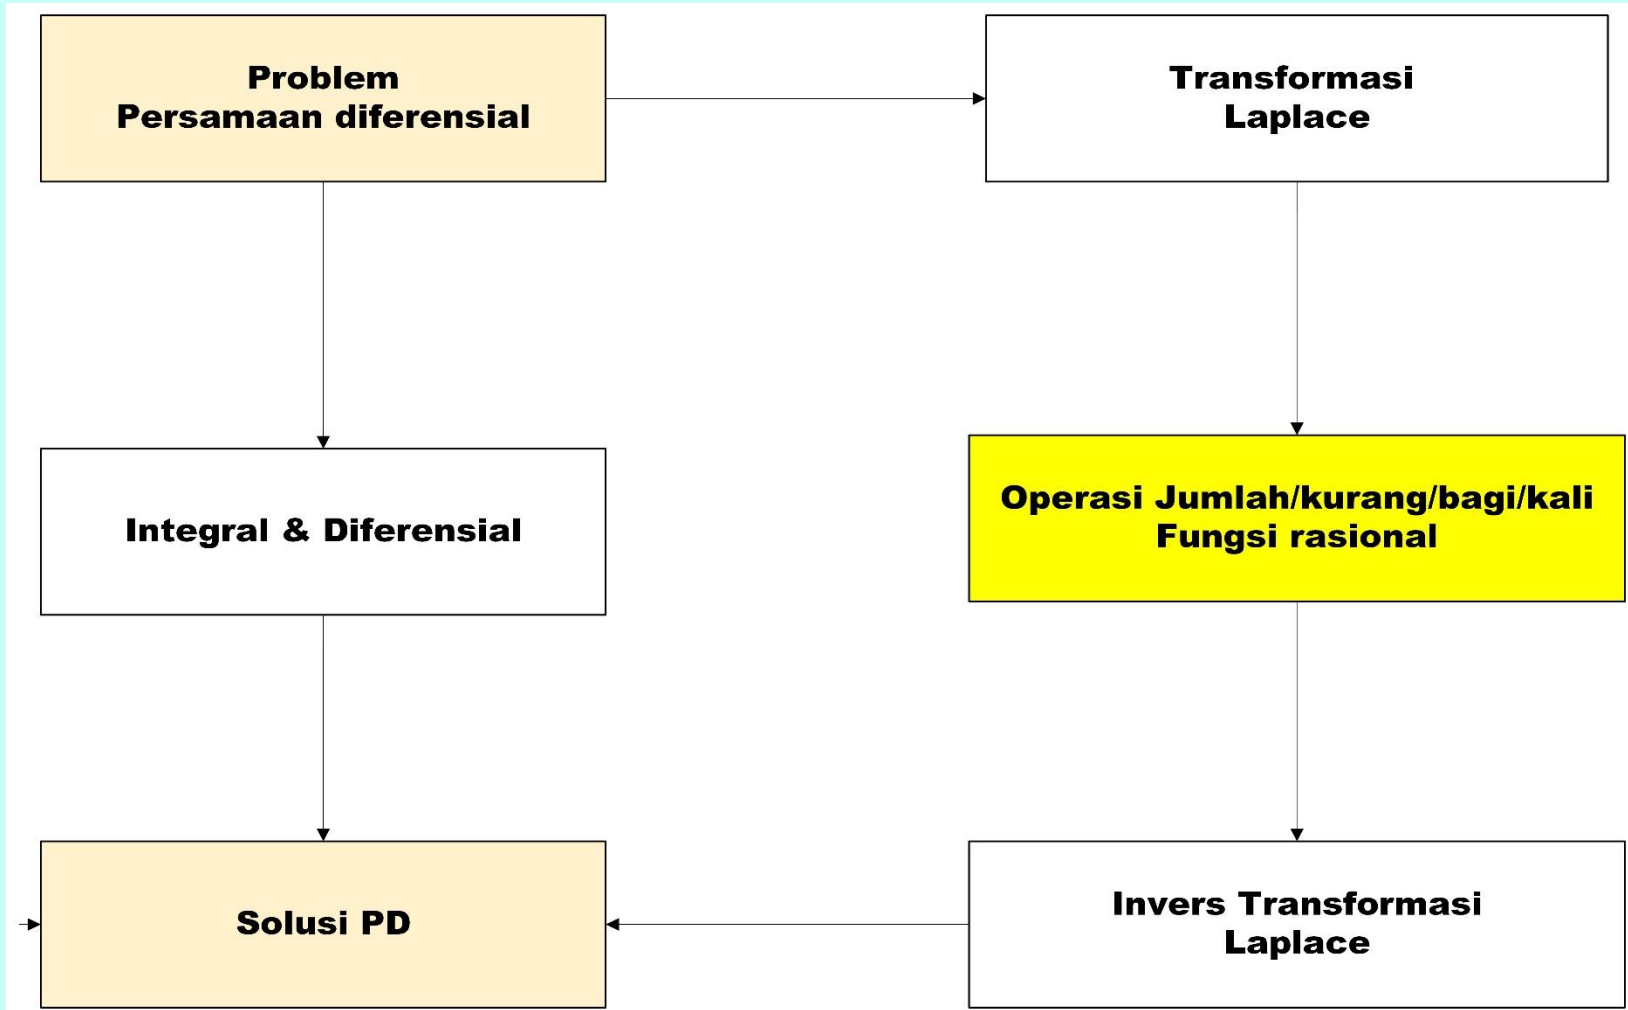 Problem
Persamaan diferensial
Transformasi
Laplace
Integral & Diferensial
Operasi Jumlah/kurang/bagi/kali
Fungsi rasional
Solusi PD
Invers Transformasi
Laplace